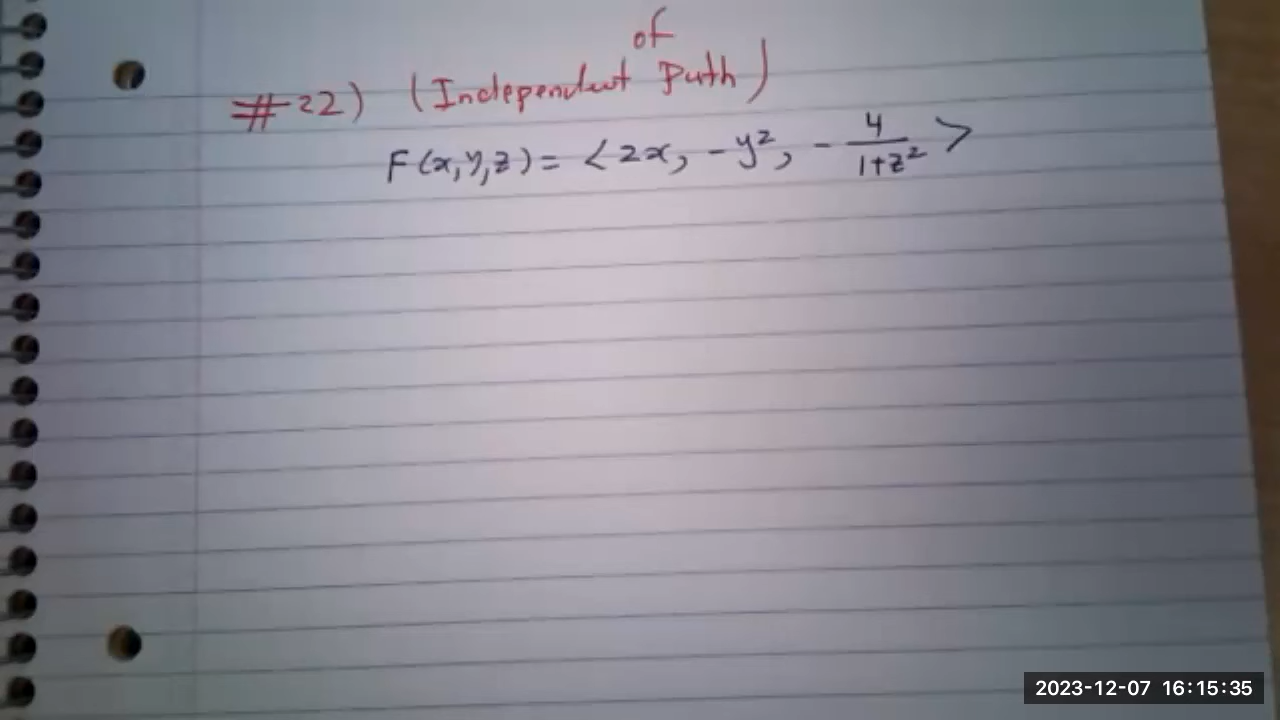 of
#22) (Independent Path)
F(x,y,z) = <2x, -y², -4/(1+z²)>
2023-12-07 16:15:35